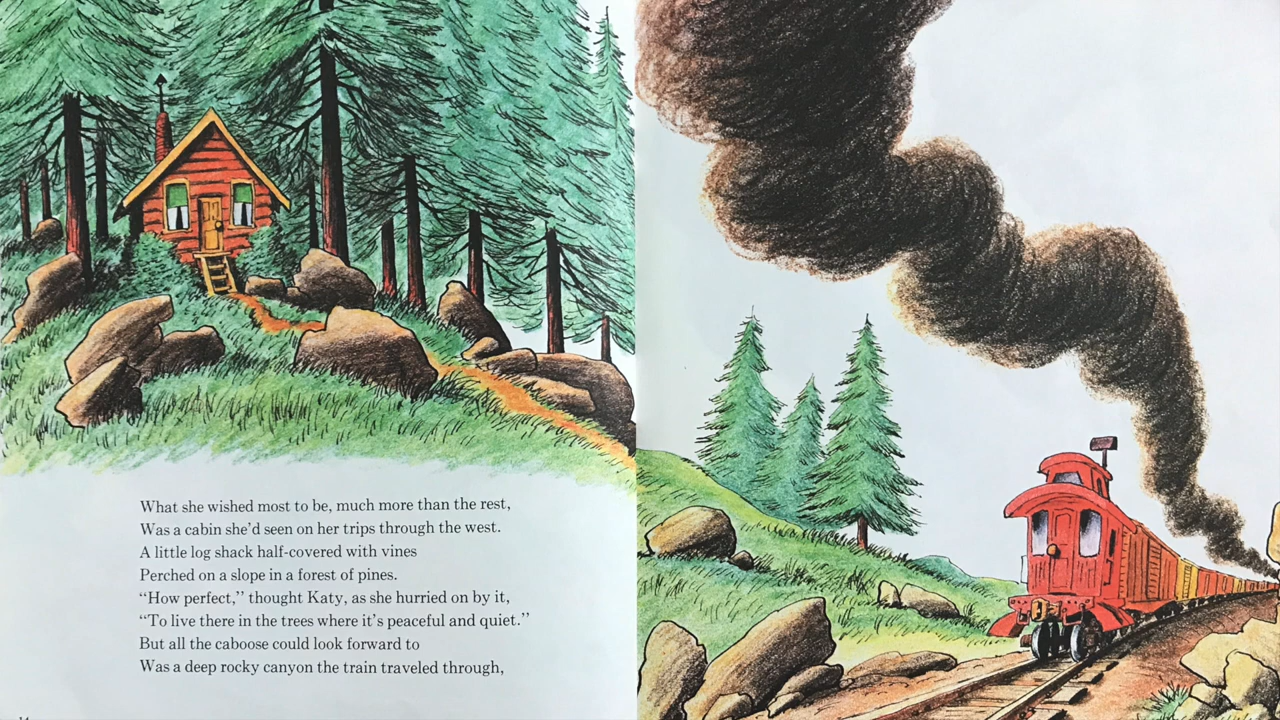 What she wished most to be, much more than the rest,
Was a cabin she'd seen on her trips through the west.
A little log shack half-covered with vines
Perched on a slope in a forest of pines.
“How perfect,” thought Katy, as she hurried on by it,
“To live there in the trees where it's peaceful and quiet.”
But all the caboose could look forward to
Was a deep rocky canyon the train traveled through,